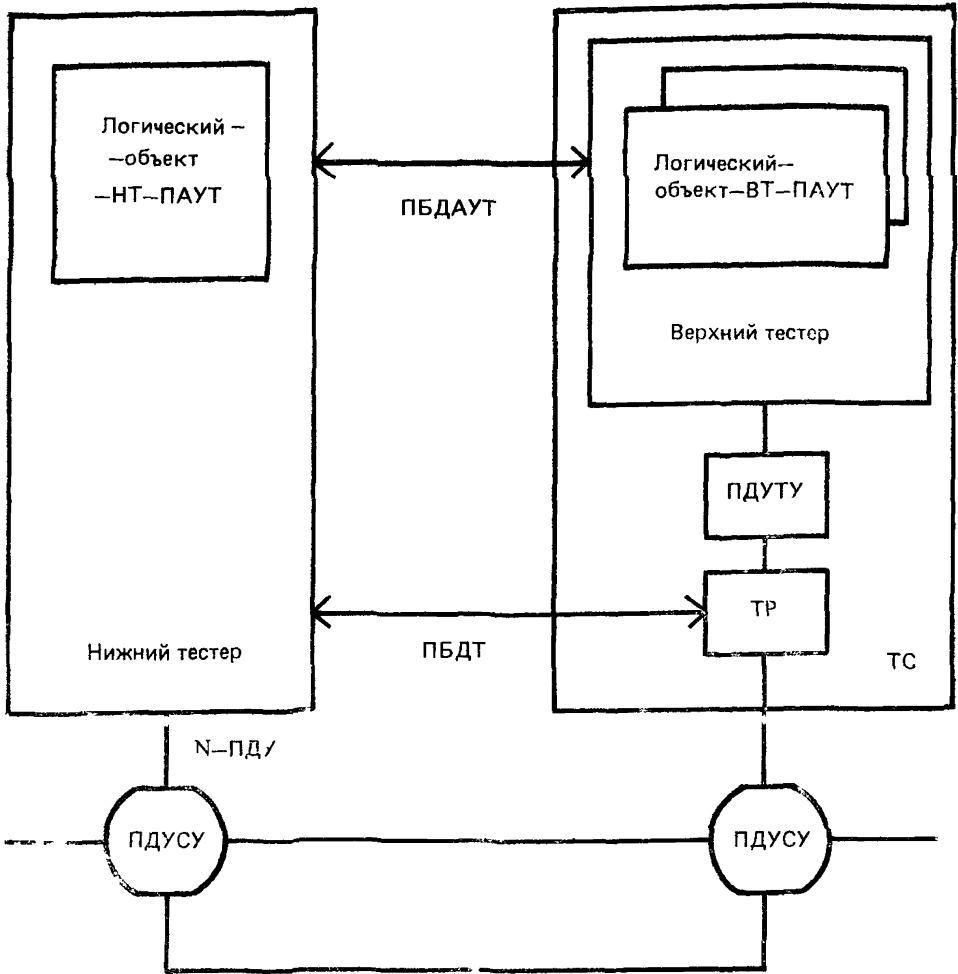 Логический –
–объект
–НТ–ПАУТ
ПБДАУТ
Логический–
объект–ВТ–ПАУТ
Верхний тестер
ПДУТУ
ТР
ПБДТ
Нижний тестер
ТС
N–ПДУ
ПДУСУ
ПДУСУ